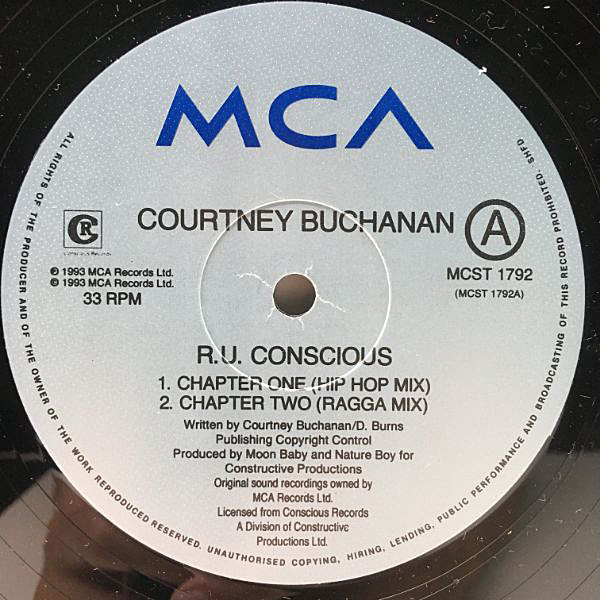 MCA
COURTNEY BUCHANAN
A
CR
Conscious Records
℗ 1993 MCA Records Ltd.
© 1993 MCA Records Ltd.
33 RPM
MCST 1792
(MCST 1792A)
R.U. CONSCIOUS
1. CHAPTER ONE (HIP HOP MIX)
2. CHAPTER TWO (RAGGA MIX)
Written by Courtney Buchanan/D. Burns
Publishing Copyright Control
Produced by Moon Baby and Nature Boy for
Constructive Productions
Original sound recordings owned by
MCA Records Ltd.
Licensed from Conscious Records
A Division of Constructive
Productions Ltd.
ALL RIGHTS OF THE PRODUCER AND OF THE OWNER OF THE WORK REPRODUCED RESERVED. UNAUTHORISED COPYING, HIRING, LENDING, PUBLIC PERFORMANCE AND BROADCASTING OF THIS RECORD PROHIBITED. SHFD